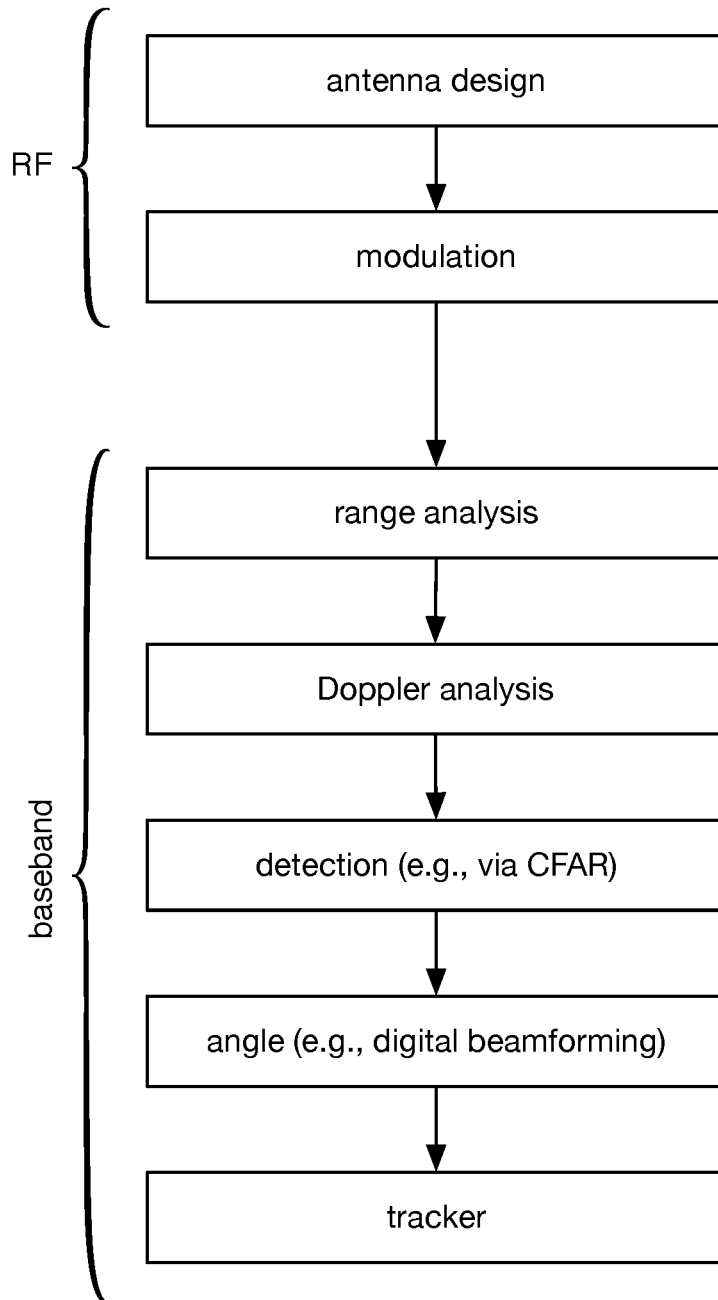 RF
antenna design
modulation
baseband
range analysis
Doppler analysis
detection (e.g., via CFAR)
angle (e.g., digital beamforming)
tracker